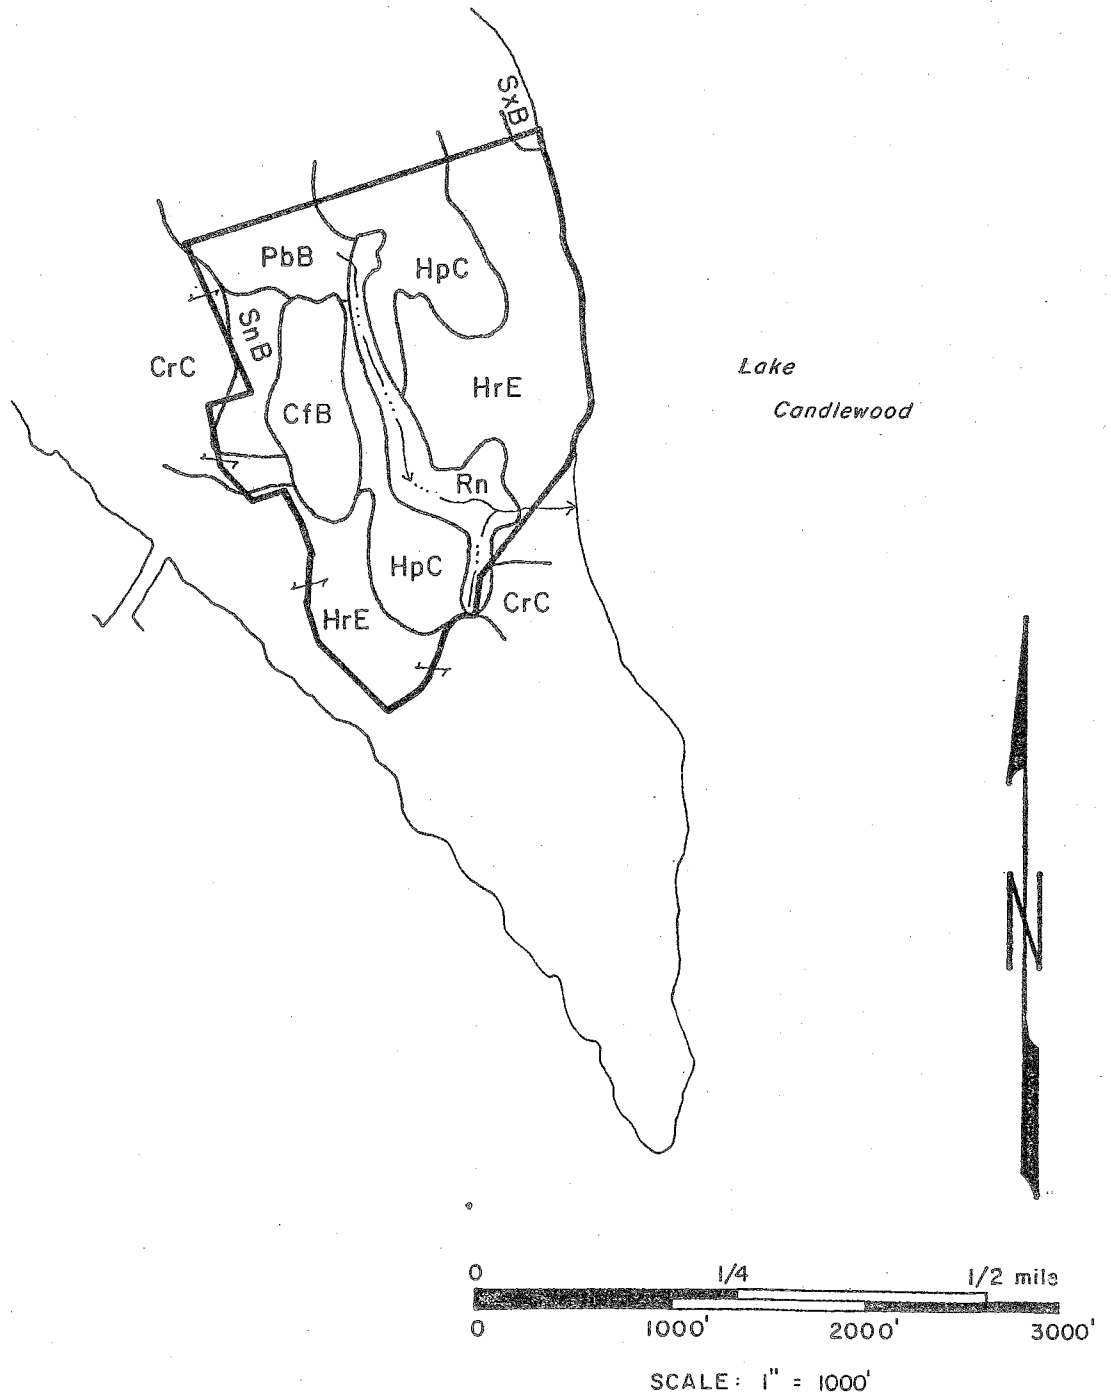 SxB
PbB
HpC
SnB
CrC
HrE
CfB
Lake
Candlewood
Rn
HpC
CrC
HrE
N
0 1/4 1/2 mile
0 1000' 2000' 3000'
SCALE: 1" = 1000'